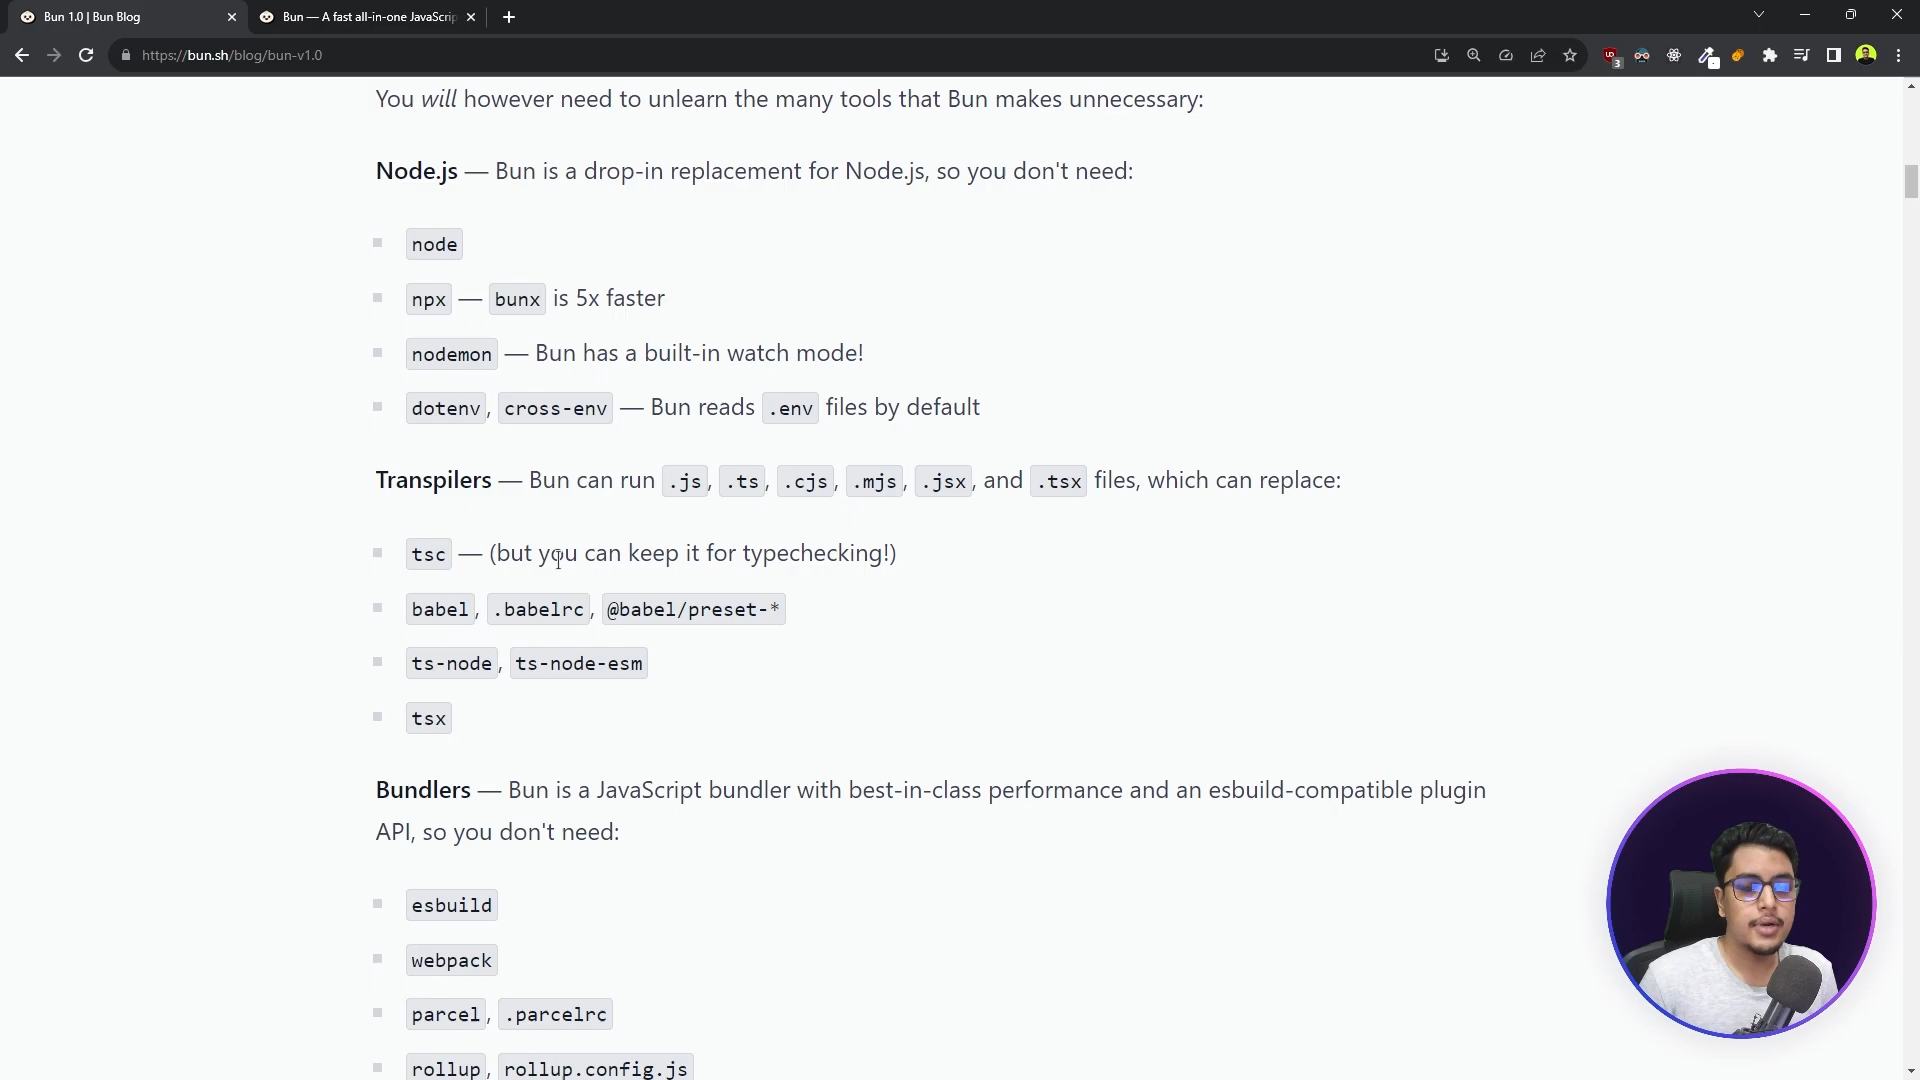 Bun 1.0 | Bun Blog
Bun — A fast all-in-one JavaScrip
https://bun.sh/blog/bun-v1.0
3
You will however need to unlearn the many tools that Bun makes unnecessary:
Node.js — Bun is a drop-in replacement for Node.js, so you don't need:
node
npx — bunx is 5x faster
nodemon — Bun has a built-in watch mode!
dotenv, cross-env — Bun reads .env files by default
Transpilers — Bun can run .js, .ts, .cjs, .mjs, .jsx, and .tsx files, which can replace:
tsc — (but you can keep it for typechecking!)
babel, .babelrc, @babel/preset-*
ts-node, ts-node-esm
tsx
Bundlers — Bun is a JavaScript bundler with best-in-class performance and an esbuild-compatible plugin
API, so you don't need:
esbuild
webpack
parcel, .parcelrc
rollup, rollup.config.js